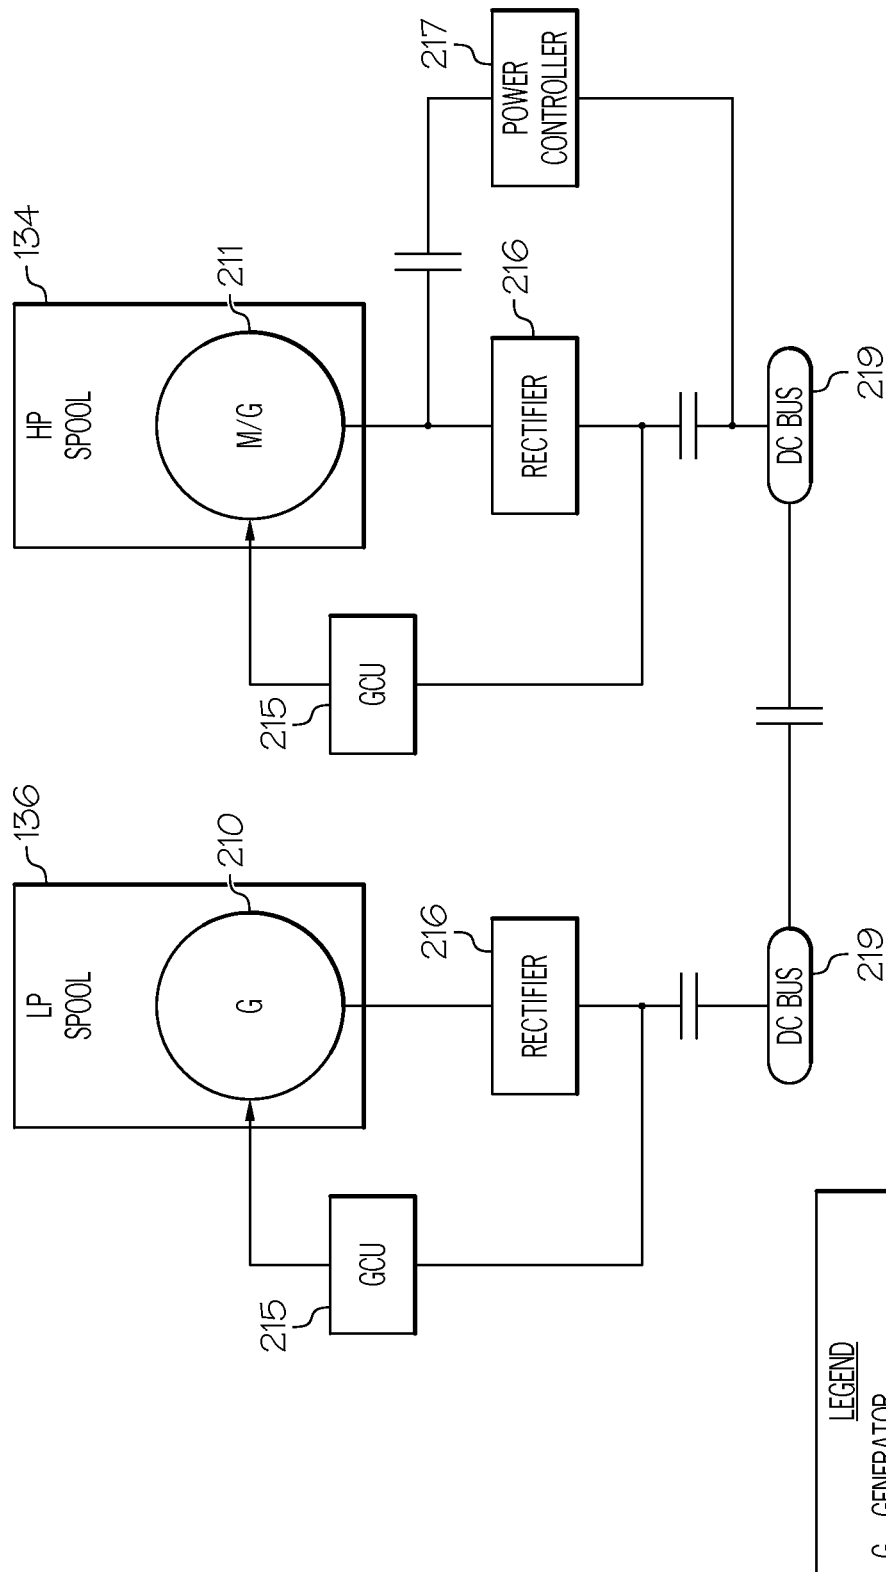 LP
SPOOL
136
G
210
GCU
215
RECTIFIER
216
DC BUS
219
HP
SPOOL
134
M/G
211
GCU
215
RECTIFIER
216
POWER
CONTROLLER
217
DC BUS
219
LEGEND
G GENERATOR